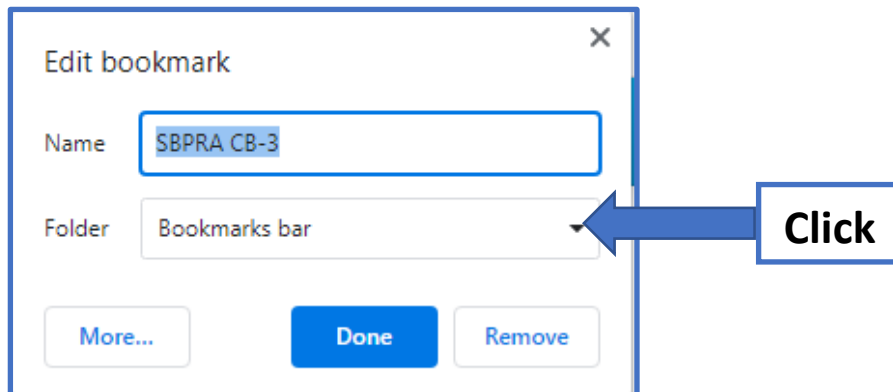 Edit bookmark
Name SBPRA CB-3
Folder Bookmarks bar
Click
More... Done Remove